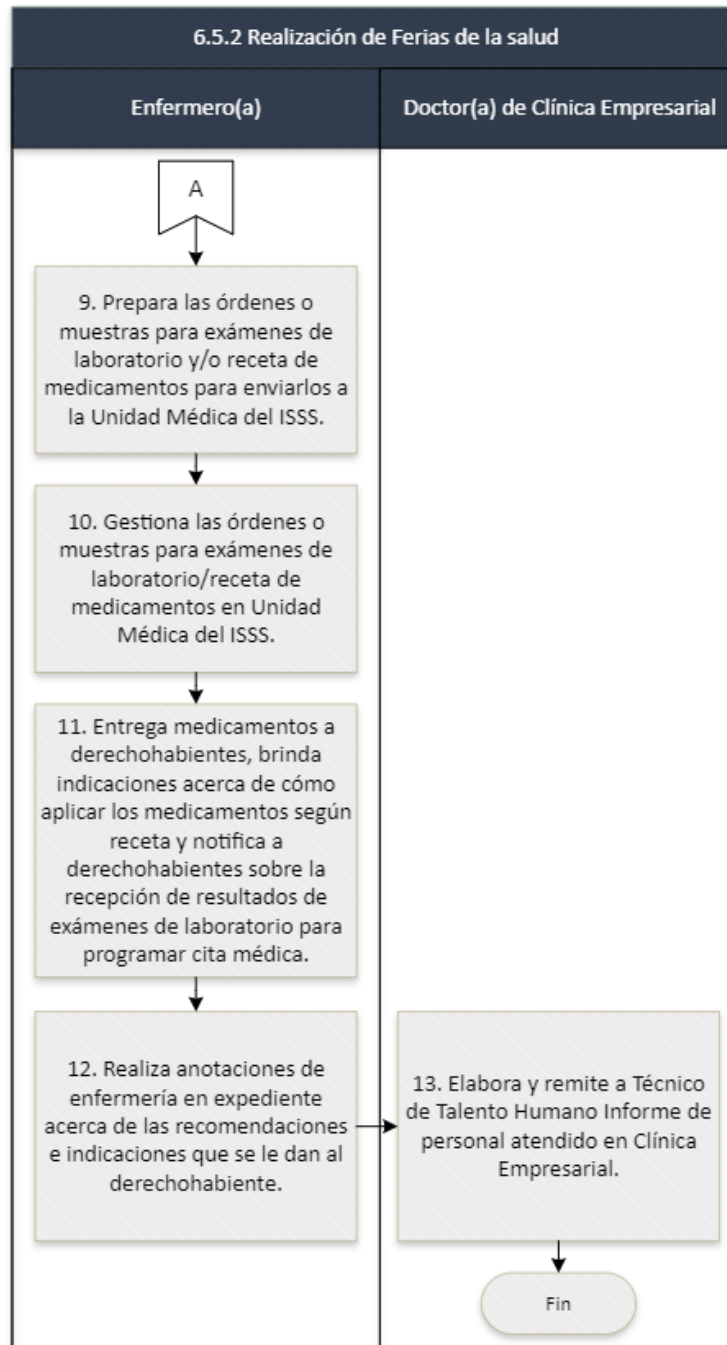 6.5.2 Realización de Ferias de la salud
Enfermero(a)
Doctor(a) de Clínica Empresarial
A
9. Prepara las órdenes o
muestras para exámenes de
laboratorio y/o receta de
medicamentos para enviarlos a
la Unidad Médica del ISSS.
10. Gestiona las órdenes o
muestras para exámenes de
laboratorio/receta de
medicamentos en Unidad
Médica del ISSS.
11. Entrega medicamentos a
derechohabientes, brinda
indicaciones acerca de cómo
aplicar los medicamentos según
receta y notifica a
derechohabientes sobre la
recepción de resultados de
exámenes de laboratorio para
programar cita médica.
12. Realiza anotaciones de
enfermería en expediente
acerca de las recomendaciones
e indicaciones que se le dan al
derechohabiente.
13. Elabora y remite a Técnico
de Talento Humano Informe de
personal atendido en Clínica
Empresarial.
Fin